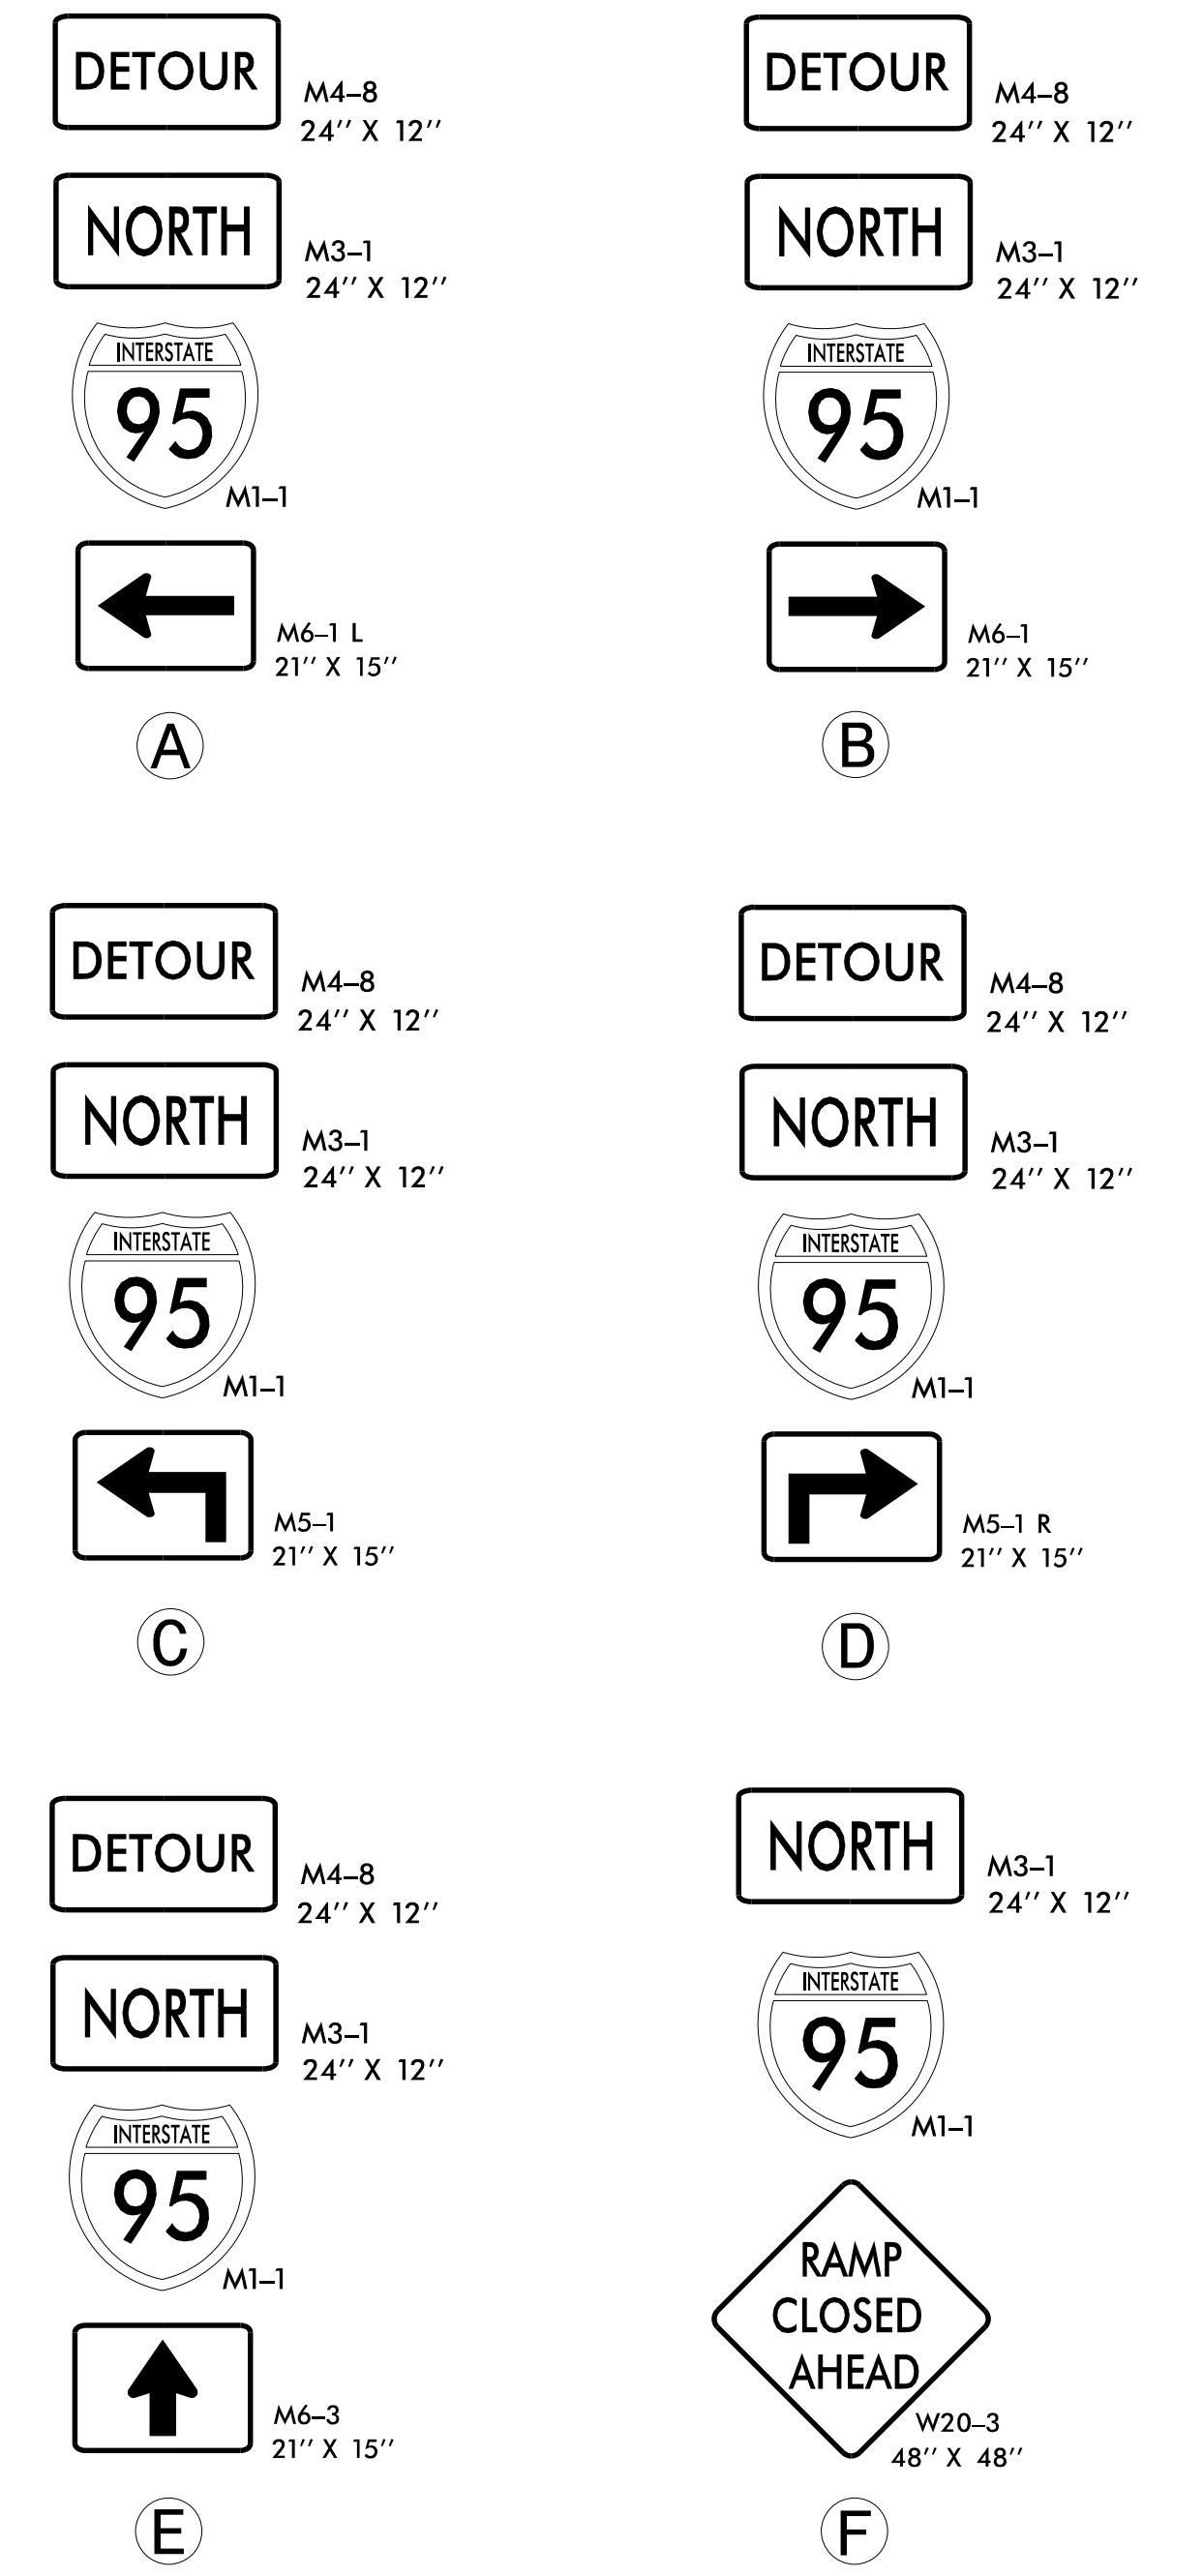 DETOUR
M4–8
24'' X 12''
NORTH
M3–1
24'' X 12''
INTERSTATE
95
M1–1
M6–1 L
21'' X 15''
A
DETOUR
M4–8
24'' X 12''
NORTH
M3–1
24'' X 12''
INTERSTATE
95
M1–1
M6–1
21'' X 15''
B
DETOUR
M4–8
24'' X 12''
NORTH
M3–1
24'' X 12''
INTERSTATE
95
M1–1
M5–1
21'' X 15''
C
DETOUR
M4–8
24'' X 12''
NORTH
M3–1
24'' X 12''
INTERSTATE
95
M1–1
M5–1 R
21'' X 15''
D
DETOUR
M4–8
24'' X 12''
NORTH
M3–1
24'' X 12''
INTERSTATE
95
M1–1
M6–3
21'' X 15''
E
NORTH
M3–1
24'' X 12''
INTERSTATE
95
M1–1
RAMP
CLOSED
AHEAD
W20–3
48'' X 48''
F